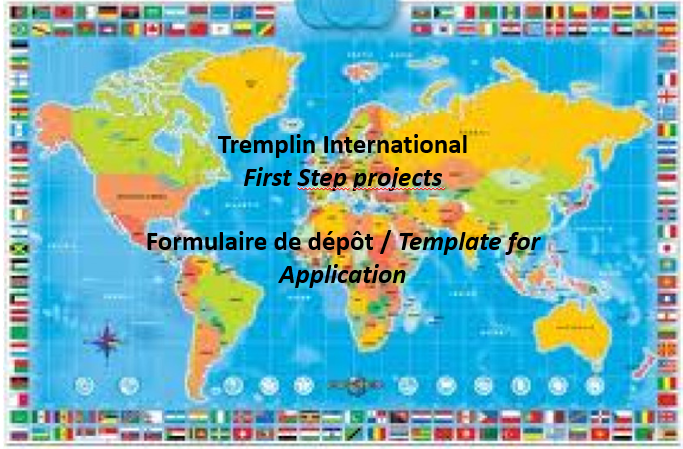 Tremplin International
First Step projects
Formulaire de dépôt / Template for
Application